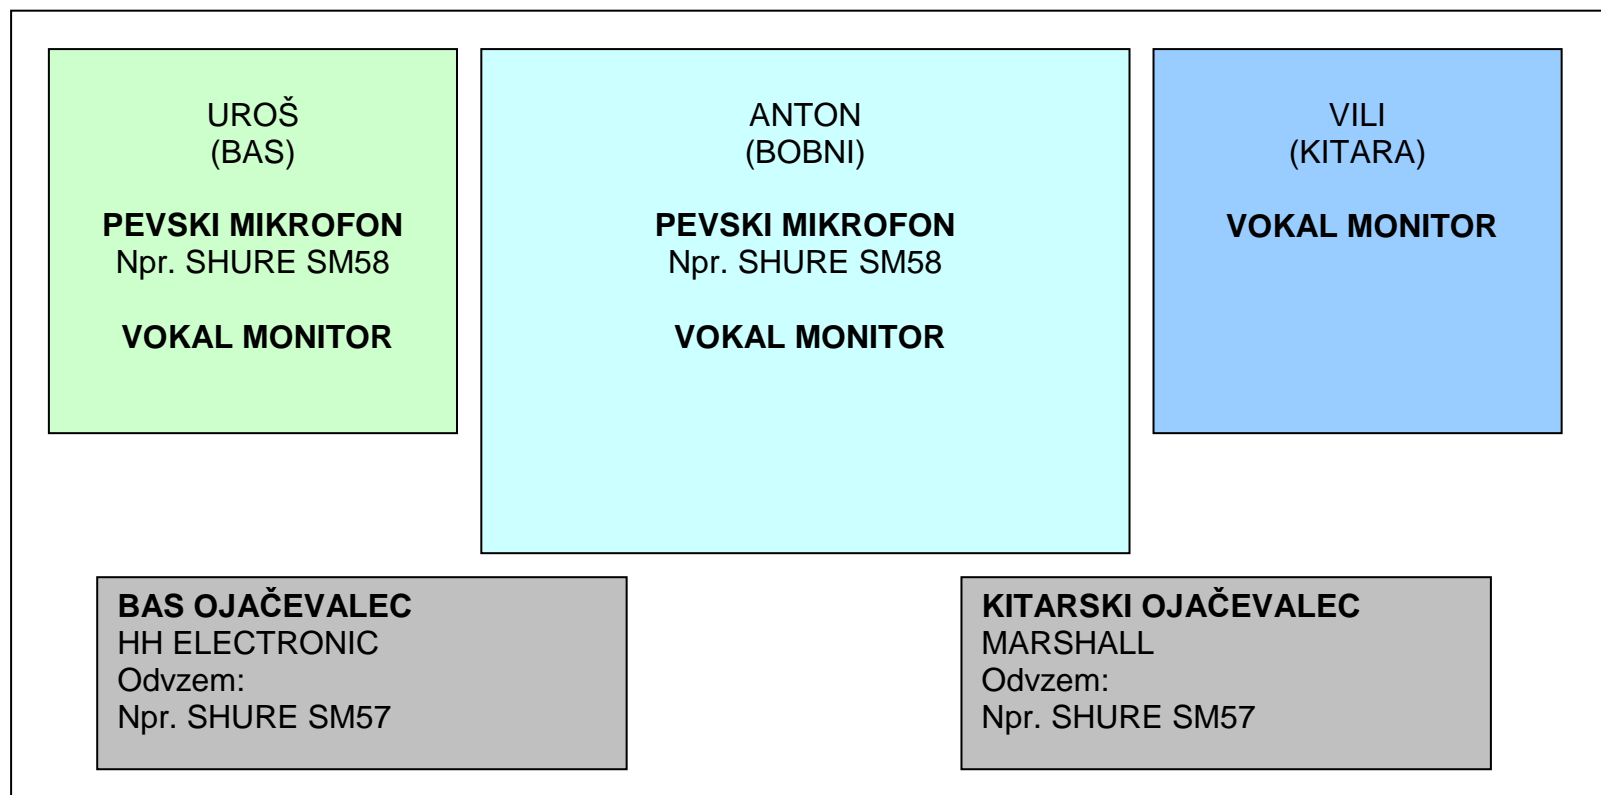 UROŠ
(BAS)
PEVSKI MIKROFON
Npr. SHURE SM58
VOKAL MONITOR
ANTON
(BOBNI)
PEVSKI MIKROFON
Npr. SHURE SM58
VOKAL MONITOR
VILI
(KITARA)
VOKAL MONITOR
BAS OJAČEVALEC
HH ELECTRONIC
Odvzem:
Npr. SHURE SM57
KITARSKI OJAČEVALEC
MARSHALL
Odvzem:
Npr. SHURE SM57